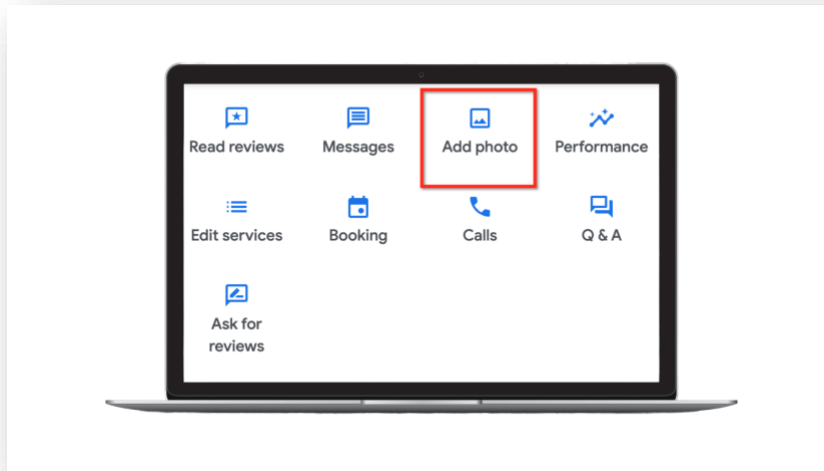 Read reviews
Messages
Add photo
Performance
Edit services
Booking
Calls
Q & A
Ask for
reviews